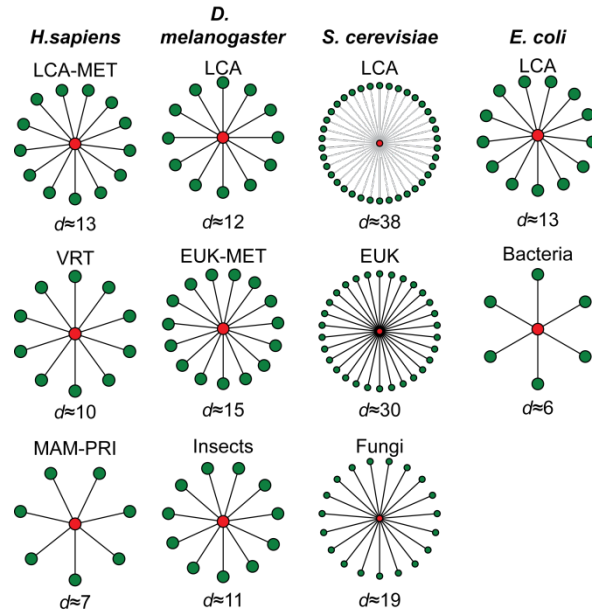 H.sapiens
D. melanogaster
S. cerevisiae
E. coli
LCA-MET
LCA
LCA
LCA
d≈13
d≈12
d≈38
d≈13
VRT
EUK-MET
EUK
Bacteria
d≈10
d≈15
d≈30
d≈6
MAM-PRI
Insects
Fungi
d≈7
d≈11
d≈19